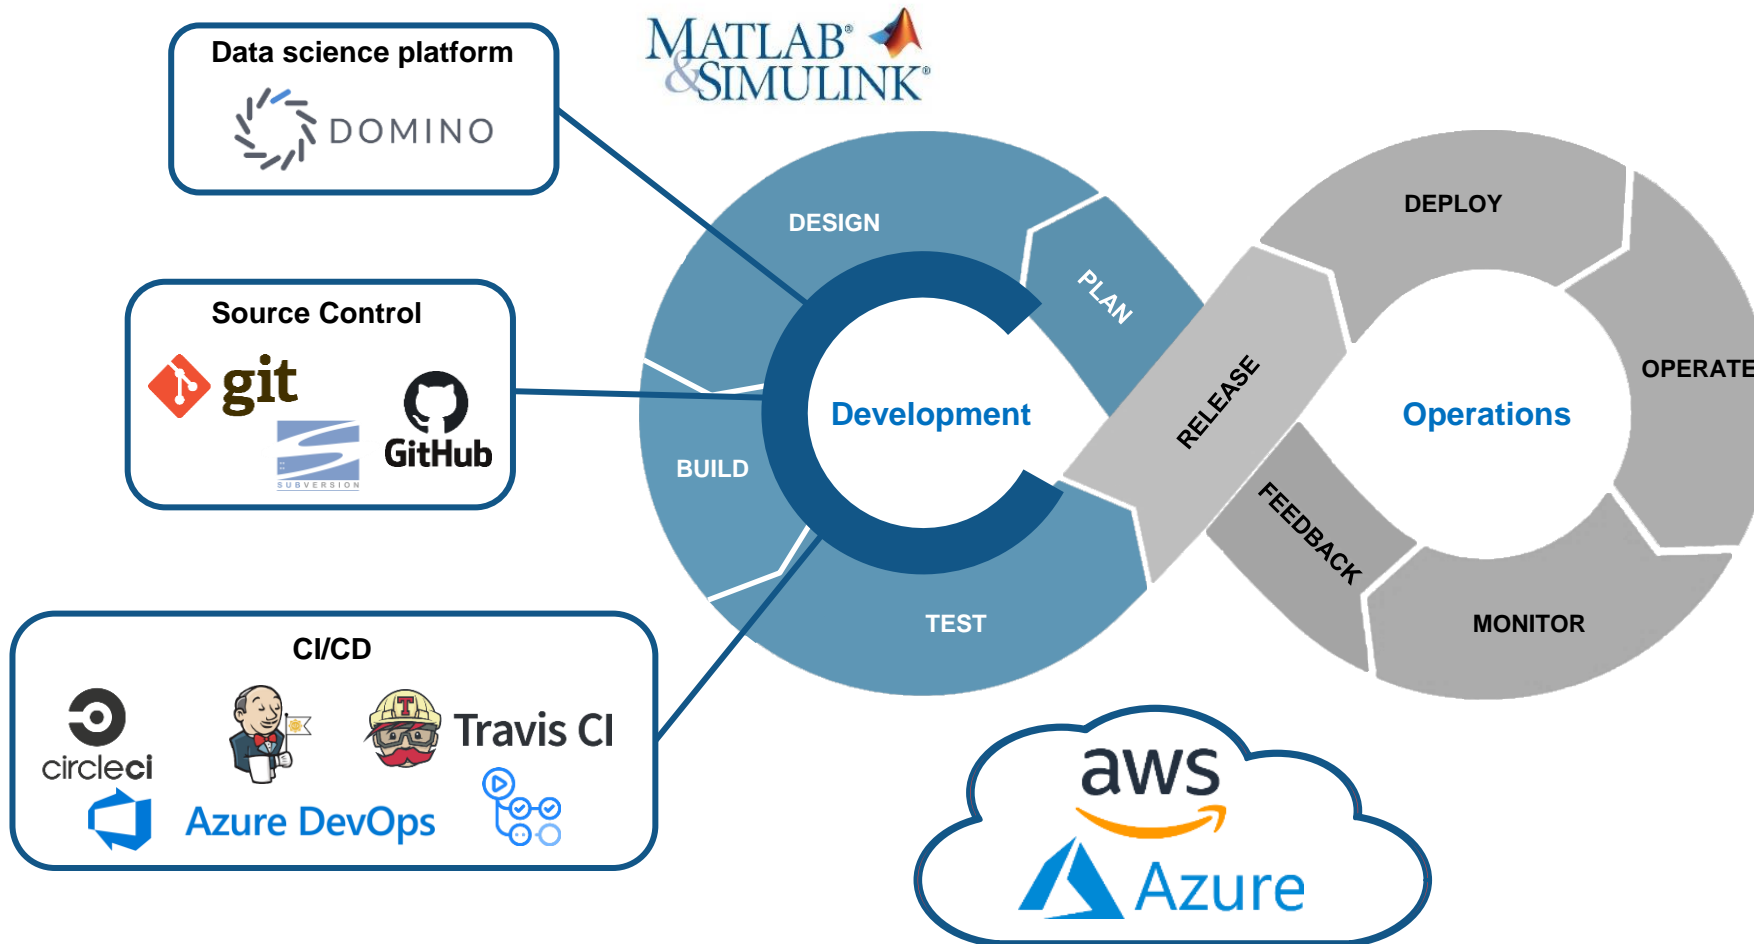 MATLAB®
&SIMULINK®
Data science platform
DOMINO
Source Control
git
SUBVERSION
GitHub
CI/CD
circleci
T
Travis CI
Azure DevOps
DESIGN
PLAN
BUILD
Development
TEST
RELEASE
DEPLOY
OPERATE
Operations
FEEDBACK
MONITOR
aws
Azure